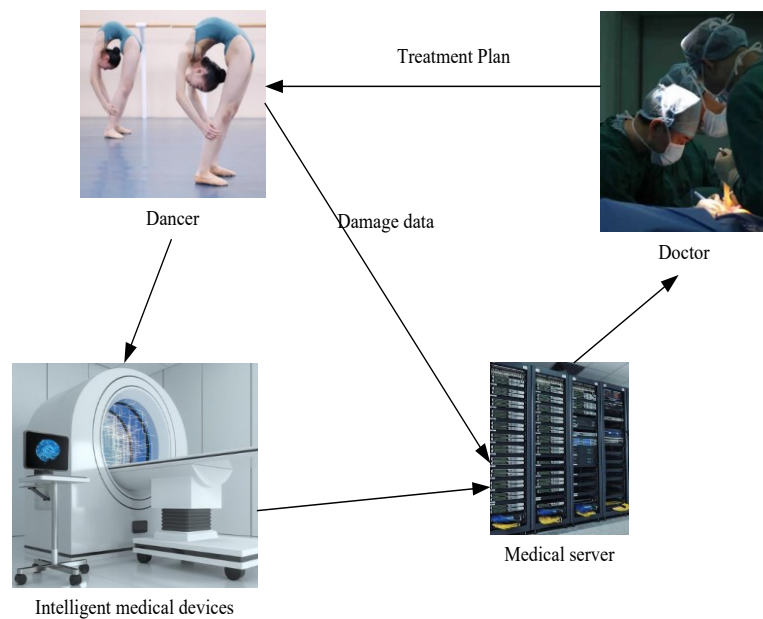 Treatment Plan
Dancer
Damage data
Doctor
Medical server
Intelligent medical devices